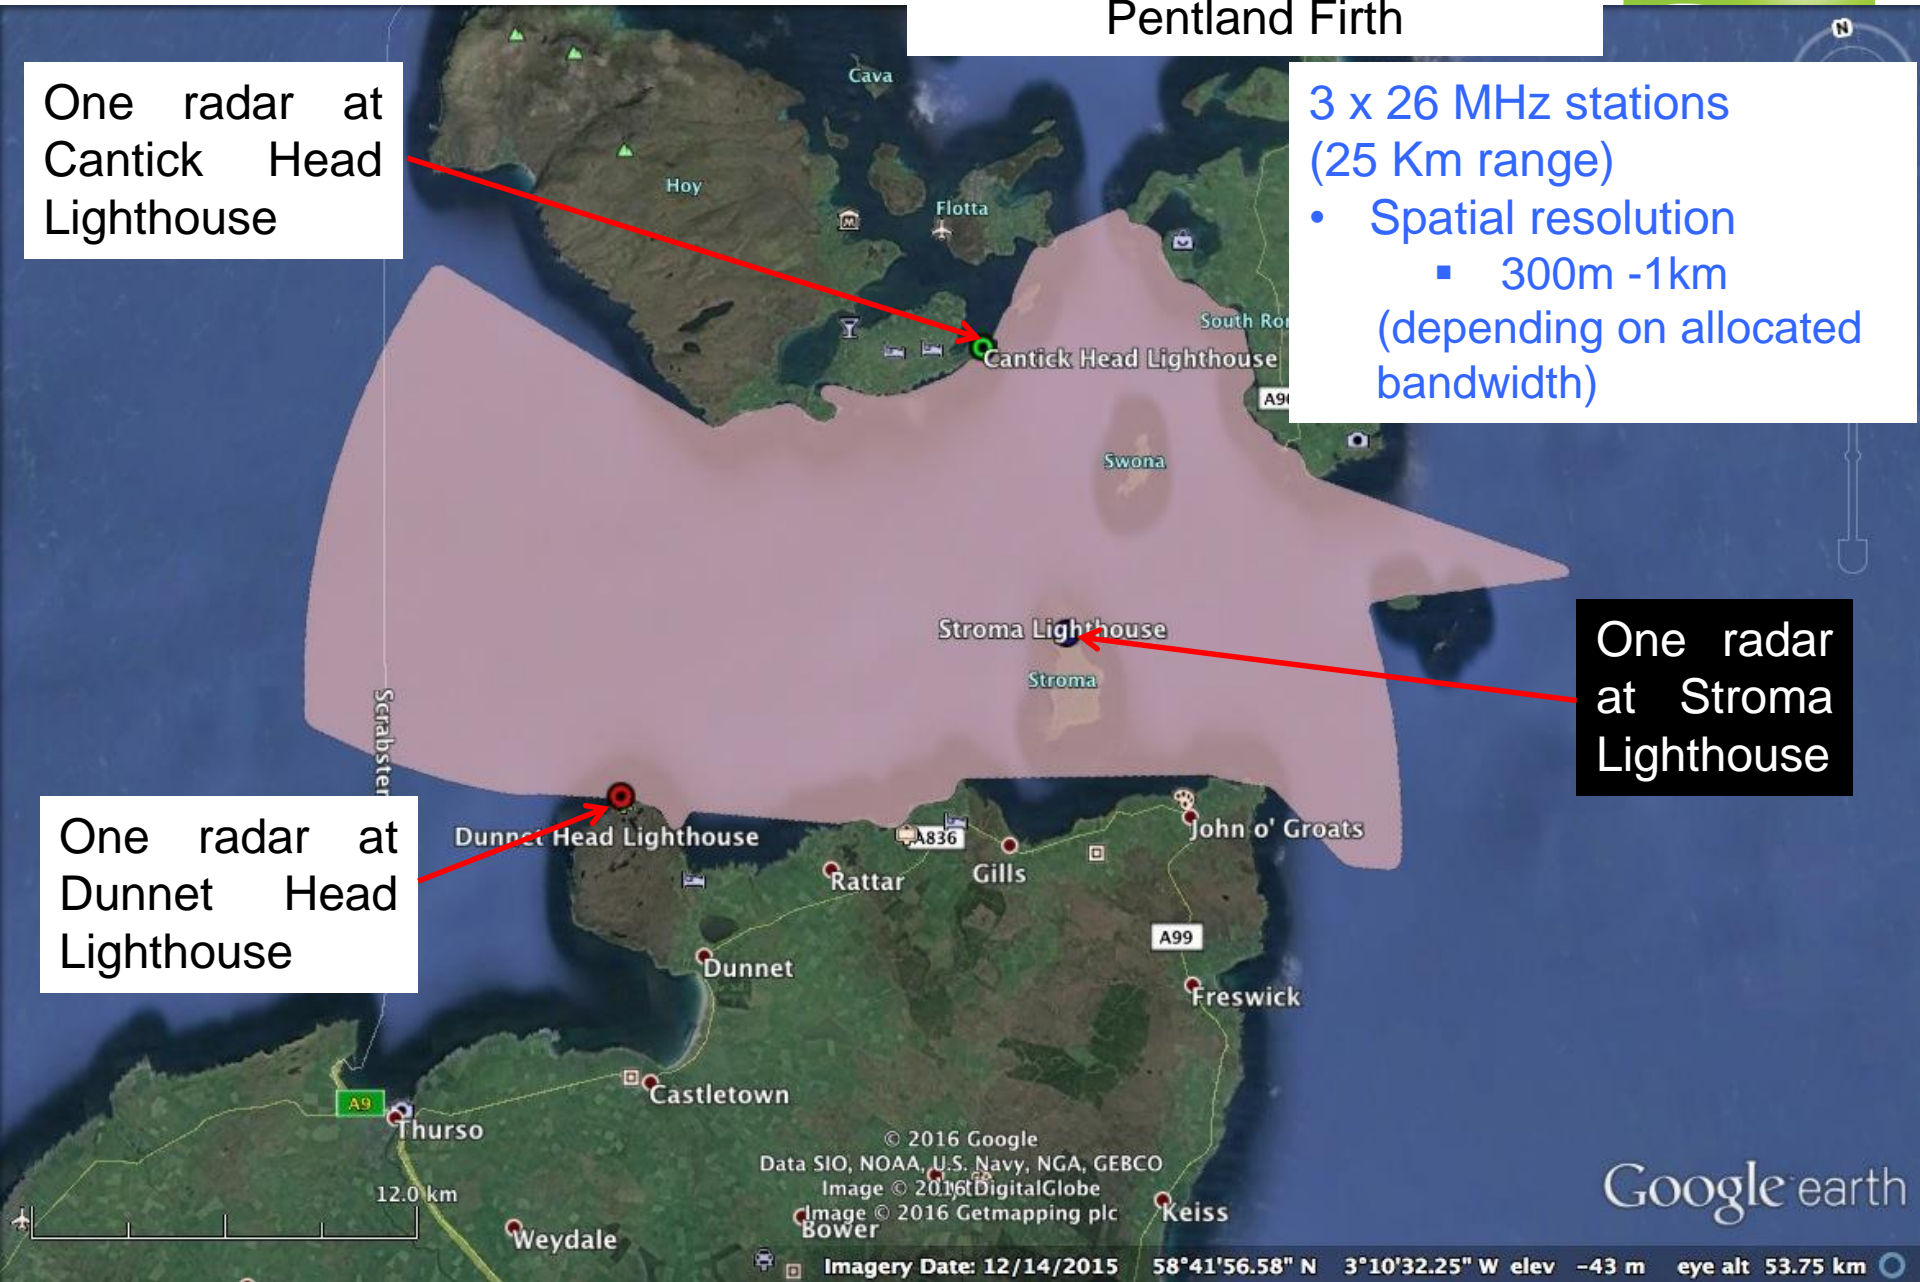 Pentland Firth
N
One radar at
Cantick Head
Lighthouse
3 x 26 MHz stations
(25 Km range)
• Spatial resolution
▪ 300m -1km
(depending on allocated
bandwidth)
Cava
Hoy
Flotta
South
Cantick Head Lighthouse
Swona
Stroma Lighthouse
Stroma
One radar
at Stroma
Lighthouse
Scrabster
One radar at
Dunnet Head
Lighthouse
Dunnet Head Lighthouse
A836
John o' Groats
Rattar
Gills
A99
Dunnet
Freswick
Castletown
A9
Thurso
12.0 km
Weydale
Bower
Keiss
© 2016 Google
Data SIO, NOAA, U.S. Navy, NGA, GEBCO
Image © 2016 DigitalGlobe
Image © 2016 Getmapping plc
Google earth
Imagery Date: 12/14/2015 58°41'56.58" N 3°10'32.25" W elev -43 m eye alt 53.75 km